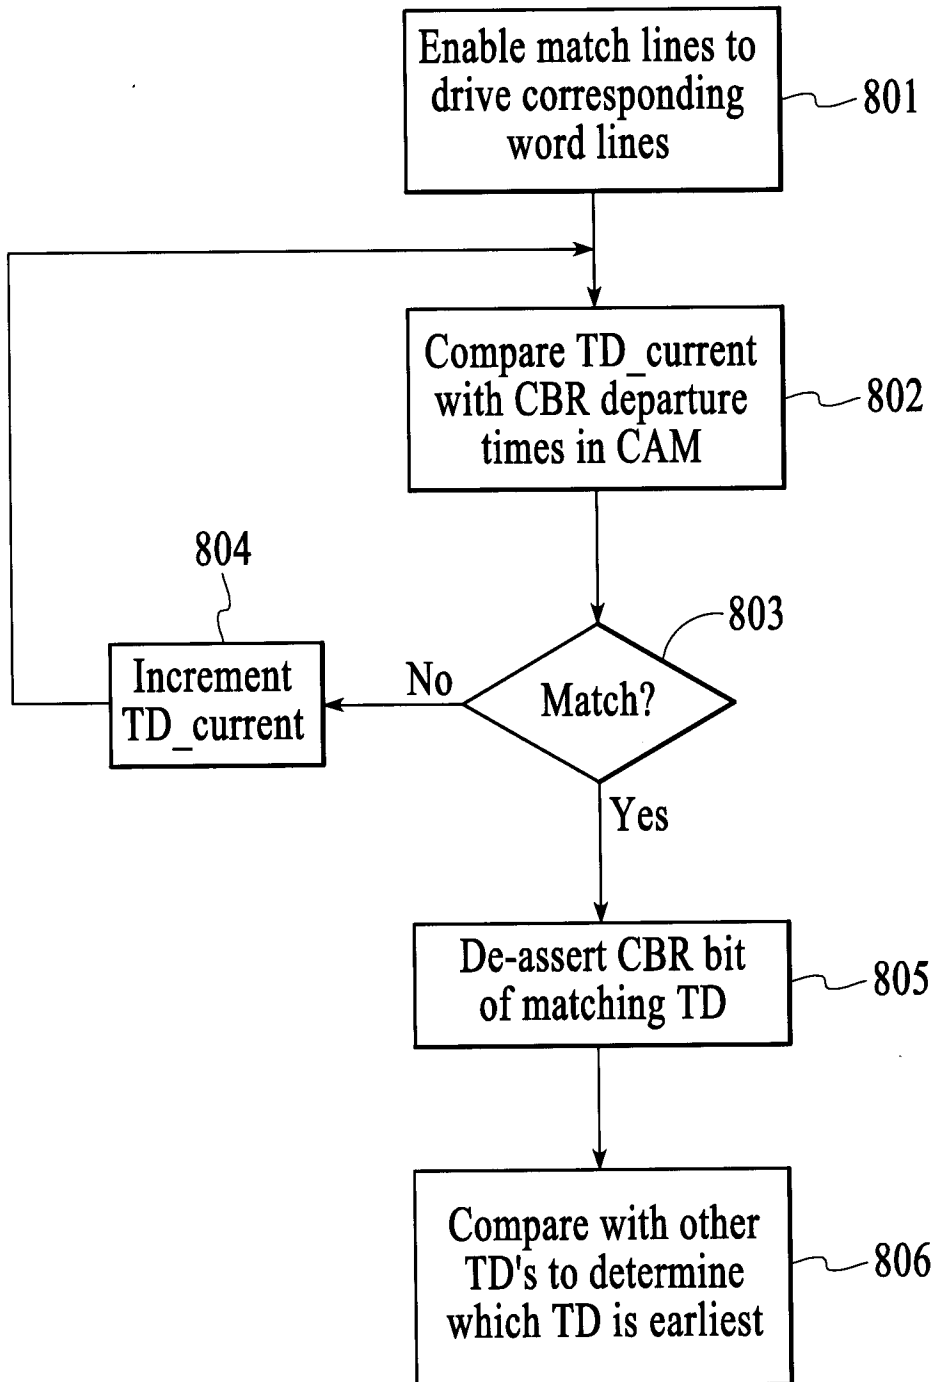 Enable match lines to
drive corresponding
word lines
801
Compare TD_current
with CBR departure
times in CAM
802
804
803
Increment
TD_current
No
Match?
Yes
De-assert CBR bit
of matching TD
805
Compare with other
TD's to determine
which TD is earliest
806